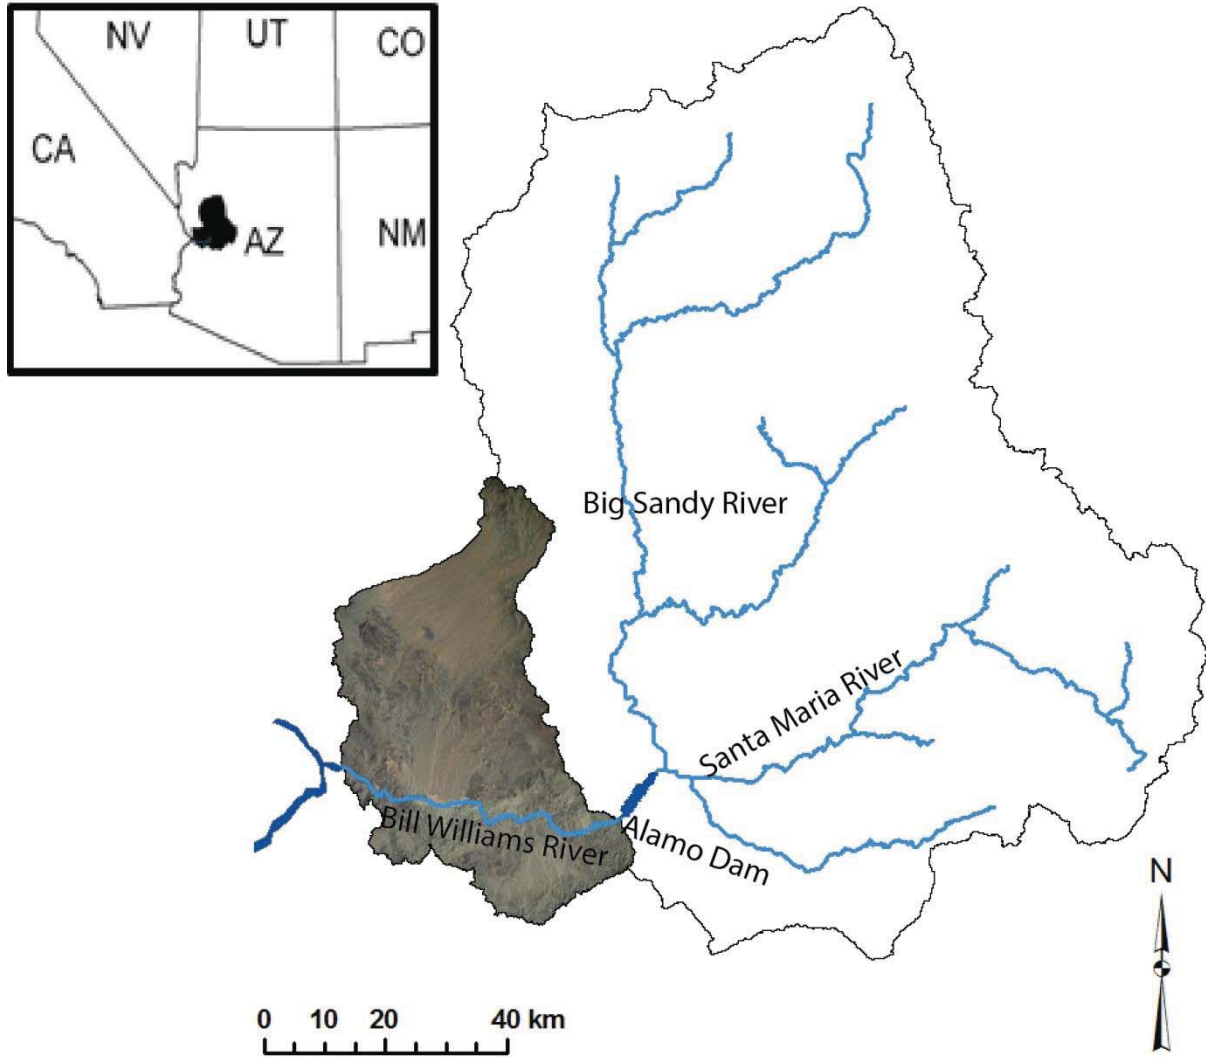 NV
UT
CO
CA
AZ
NM
Big Sandy River
Santa Maria River
Bill Williams River
Alamo Dam
N
0 10 20 40 km